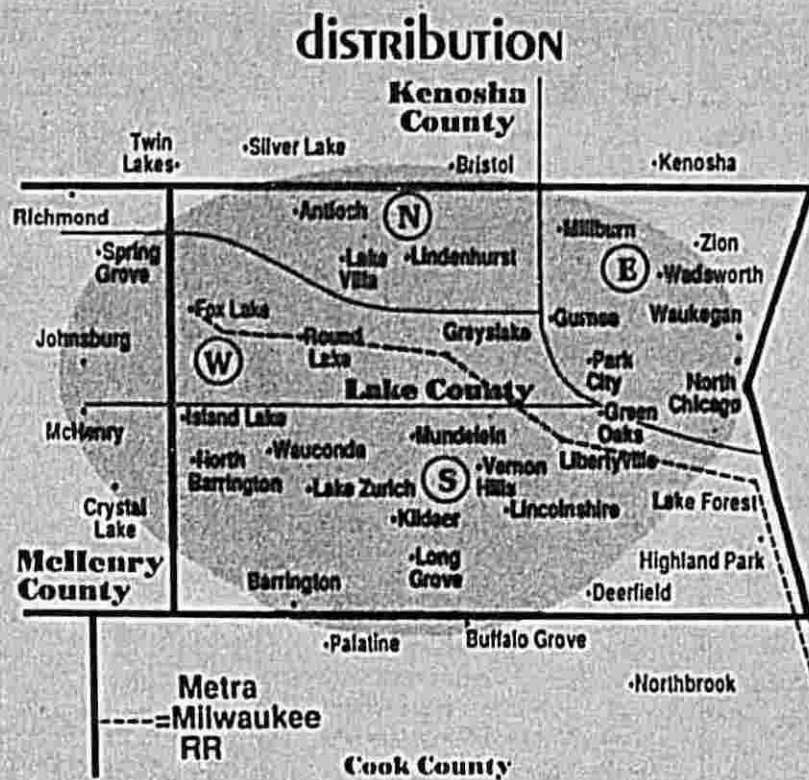 distribution
Kenosha
County
Twin
Lakes
Silver Lake
Bristol
Kenosha
Richmond
Antioch
N
Millburn
Zion
Spring
Grove
Lake
Villa
Lindenhurst
E
Wadsworth
Fox Lake
Gurnee
Waukegan
Johnsburg
W
Round
Lake
Grayslake
Park
City
Lake County
North
Chicago
McHenry
Island Lake
Green
Oaks
Mundelein
North
Barrington
Wauconda
Vernon
Hills
Libertyville
Lake Zurich
S
Crystal
Lake
Kildeer
Lincolnshire
Lake Forest
McHenry
County
Barrington
Long
Grove
Highland Park
Deerfield
Palatine
Buffalo Grove
Northbrook
Metra
----=Milwaukee
RR
Cook County